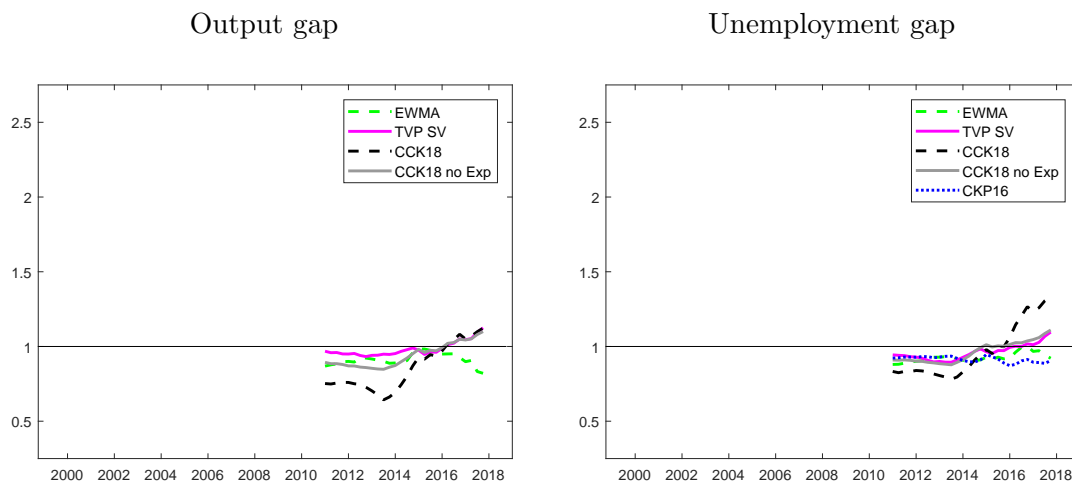 Output gap
2.5
2
1.5
1
0.5
2000 2002 2004 2006 2008 2010 2012 2014 2016 2018
EWMA
TVP SV
CCK18
CCK18 no Exp
Unemployment gap
2.5
2
1.5
1
0.5
2000 2002 2004 2006 2008 2010 2012 2014 2016 2018
EWMA
TVP SV
CCK18
CCK18 no Exp
CKP16